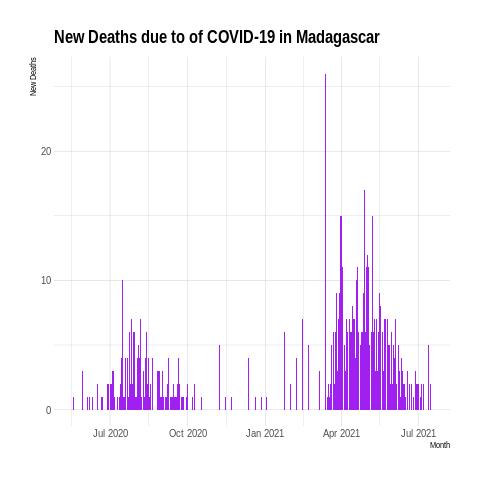 New Deaths due to of COVID-19 in Madagascar
New Deaths
20
10
0
Jul 2020
Oct 2020
Jan 2021
Apr 2021
Jul 2021
Month